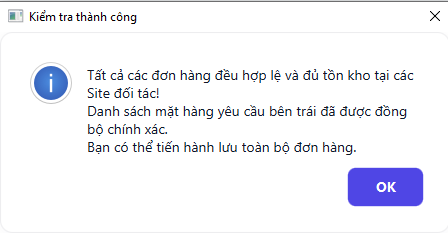 Kiểm tra thành công
Tất cả các đơn hàng đều hợp lệ và đủ tồn kho tại các
Site đối tác!
Danh sách mặt hàng yêu cầu bên trái đã được đồng
bộ chính xác.
Bạn có thể tiến hành lưu toàn bộ đơn hàng.
OK